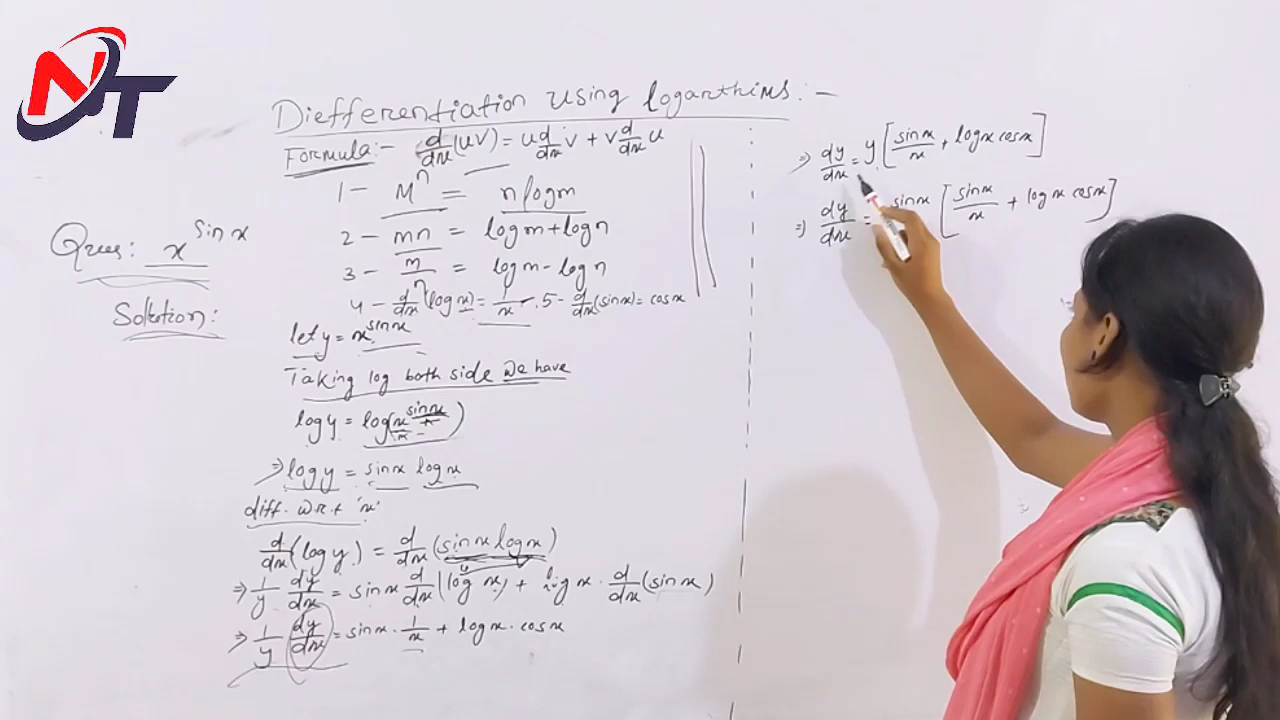 NT
Diefferentiation using logarthims:-
Formula:- d/dx(uv) = u d/dx v + v d/dx u
1- M^n = n log m
2- mn = log m + log n
3- m/n = log m - log n
4- d/dx(log x) = 1/x .5- d/dx(sin x) = cos x
Ques: x^sin x
Solution:
let y = x^sin x
Taking log both side we have
log y = log(x^sin x)
⇒ log y = sin x log x
diff. w.r.t 'x'
d/dx(log y) = d/dx(sin x log x)
⇒ 1/y dy/dx = sin x d/dx(log x) + log x · d/dx(sin x)
⇒ 1/y dy/dx = sin x · 1/x + log x · cos x
⇒ dy/dx = y[sin x/x + log x cos x]
⇒ dy/dx = sin x [sin x/x + log x cos x]